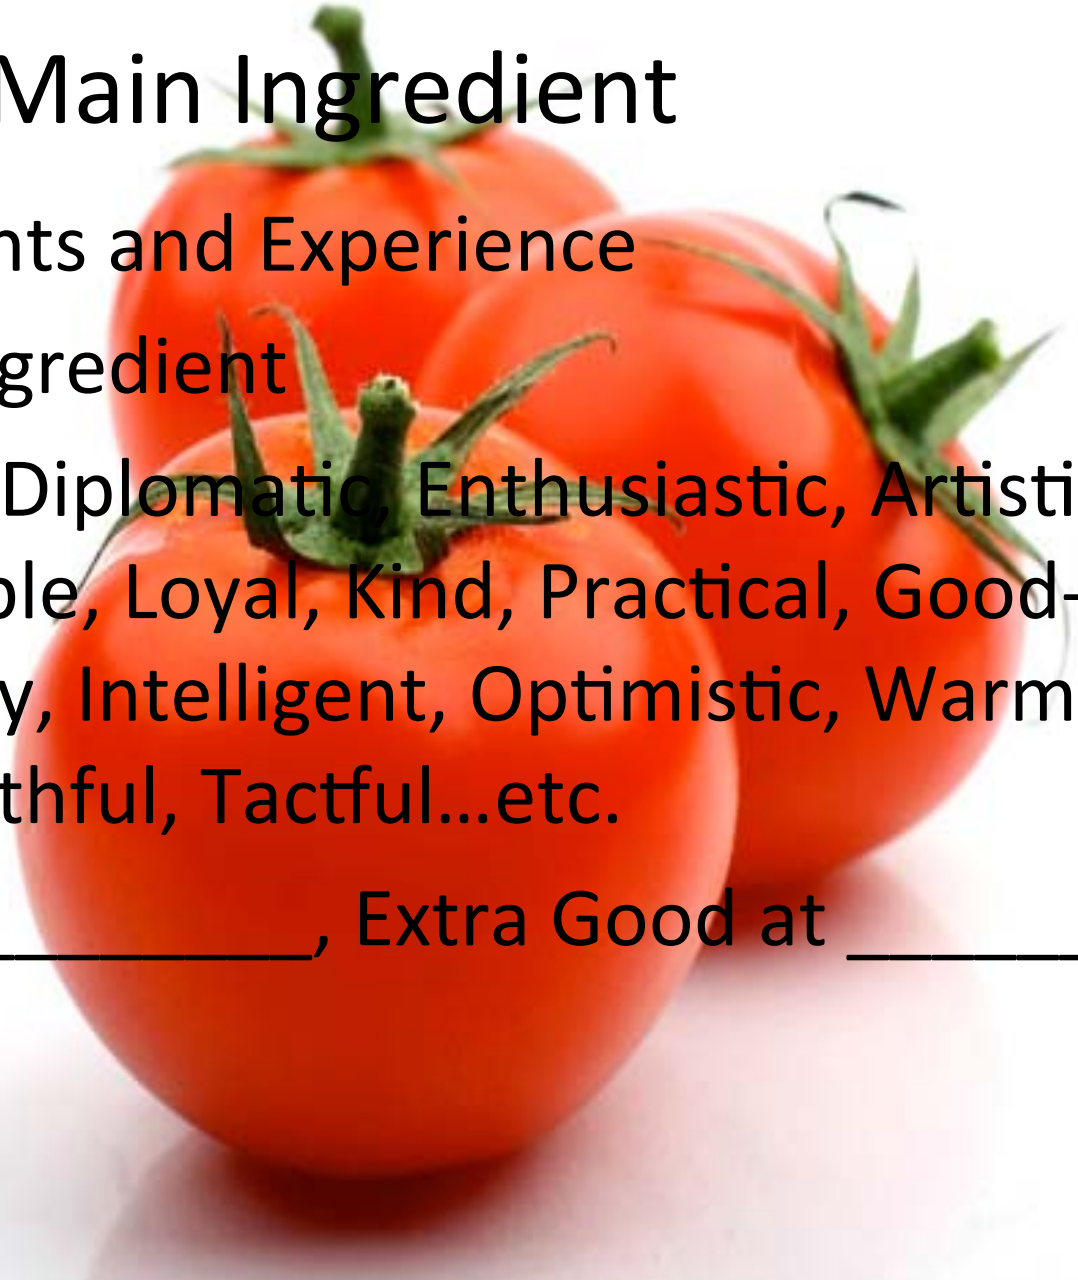 Main Ingredient
nts and Experience
gredient
Diplomatic, Enthusiastic, Artisti
ple, Loyal, Kind, Practical, Good-
y, Intelligent, Optimistic, Warm
thful, Tactful...etc.
_________, Extra Good at ______